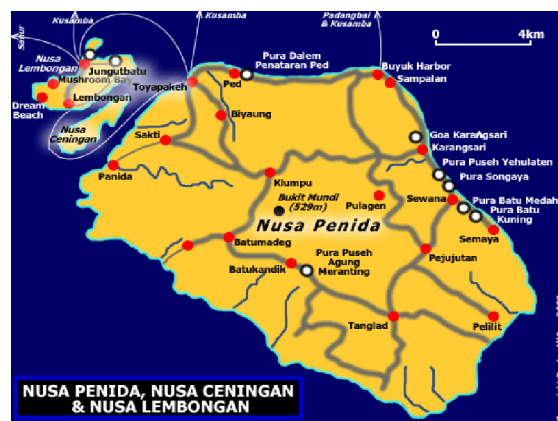 Kusamba
Kusamba
Padangbai
& Kusamba
Sanur
0 4km
Nusa
Lembongan
Jungutbatu
Mushroom Bay
Toyapakeh
Lembongan
Dream
Beach
Nusa
Ceningan
Ped
Pura Dalem
Penataran Ped
Buyuk Harbor
Sampalan
Biyaung
Sakti
Goa Karangsari
Karangsari
Panida
Klumpu
Pura Puseh Yehulaten
Pura Songaya
Bukit Mundi
(529m)
Pulagen
Sewana
Pura Batu Medah
Pura Batu
Kuning
Nusa Penida
Semaya
Batumadeg
Batukandik
Pura Puseh
Agung
Meranting
Pejujutan
Tanglad
Pelilit
NUSA PENIDA, NUSA CENINGAN
& NUSA LEMBONGAN